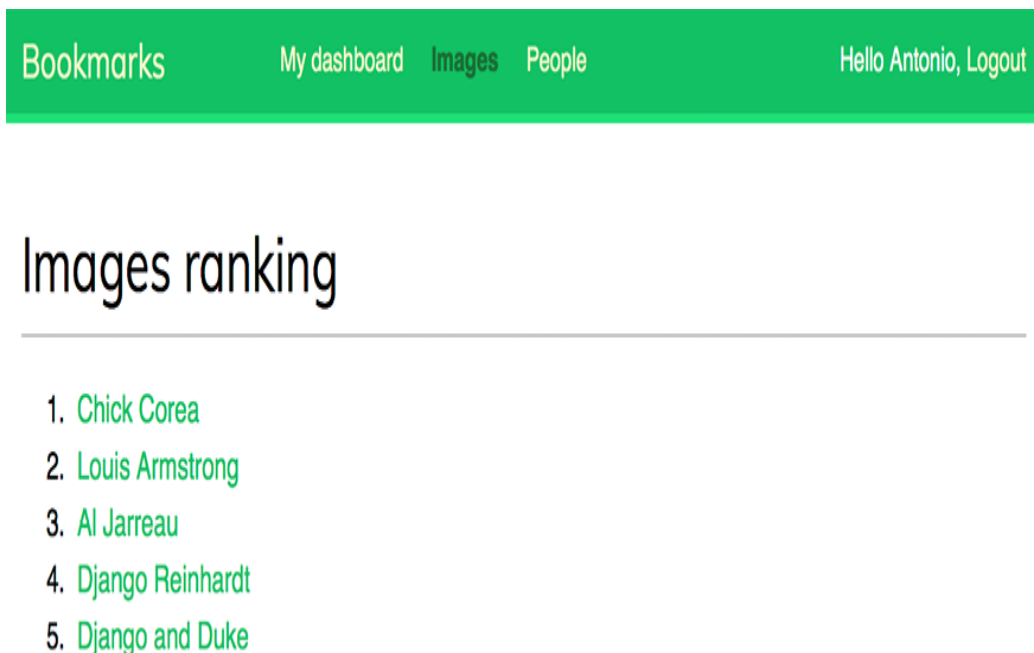 Bookmarks My dashboard Images People Hello Antonio, Logout
Images ranking
1. Chick Corea
2. Louis Armstrong
3. Al Jarreau
4. Django Reinhardt
5. Django and Duke